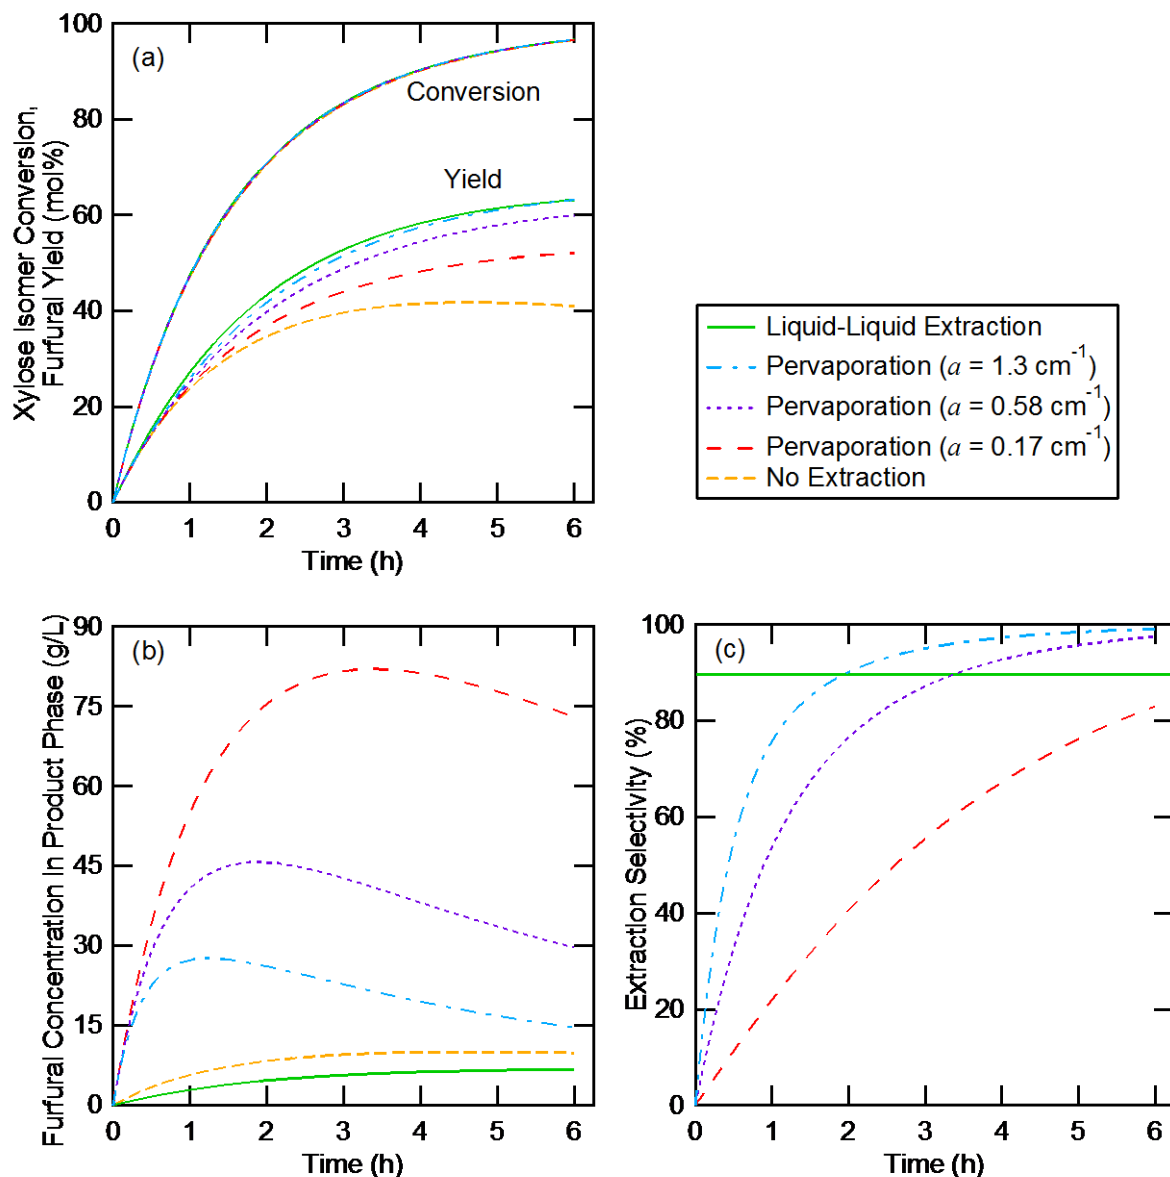 (a)
Conversion
Yield
Xylose Isomer Conversion,
Furfural Yield (mol%)
100
80
60
40
20
0
0 1 2 3 4 5 6
Time (h)
Liquid-Liquid Extraction
Pervaporation (a = 1.3 cm⁻¹)
Pervaporation (a = 0.58 cm⁻¹)
Pervaporation (a = 0.17 cm⁻¹)
No Extraction
(b)
Furfural Concentration In Product Phase (g/L)
90
75
60
45
30
15
0
0 1 2 3 4 5 6
Time (h)
(c)
Extraction Selectivity (%)
100
80
60
40
20
0
0 1 2 3 4 5 6
Time (h)